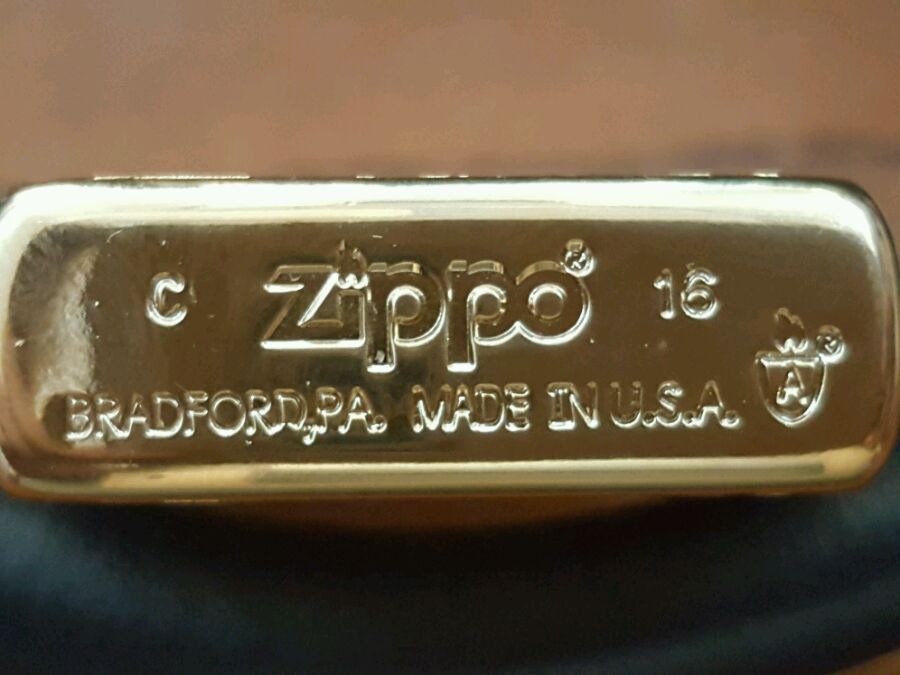 C Zippo® 16
BRADFORD, PA. MADE IN U.S.A. A ®